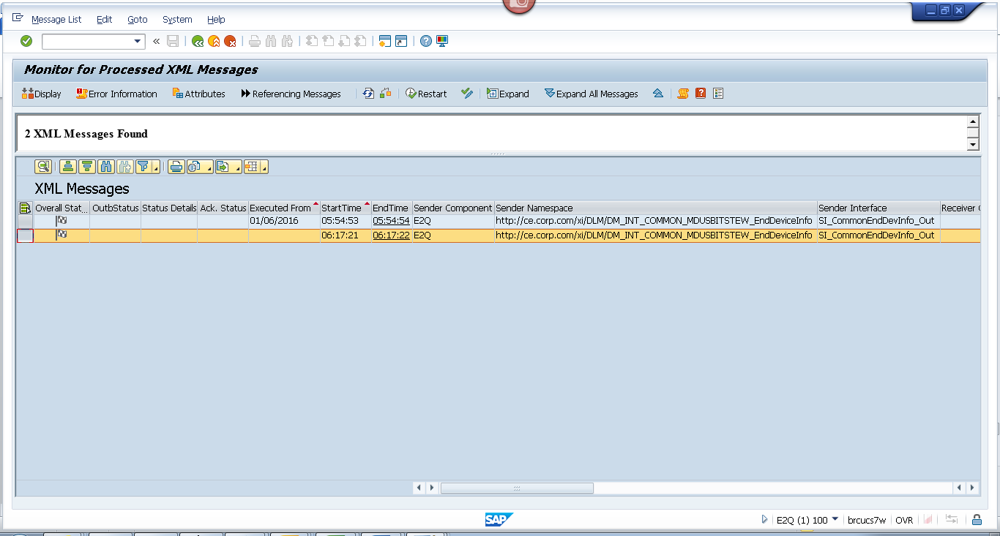 Message List Edit Goto System Help
Monitor for Processed XML Messages
Display Error Information Attributes Referencing Messages Restart Expand Expand All Messages
2 XML Messages Found
XML Messages
Overall Stat... OutbStatus Status Details Ack. Status Executed From StartTime EndTime Sender Component Sender Namespace Sender Interface Receiver
01/06/2016 05:54:53 05:54:54 E2Q http://ce.corp.com/xi/DLM/DM_INT_COMMON_MDUSBITSTEW_EndDeviceInfo SI_CommonEndDevInfo_Out
06:17:21 06:17:22 E2Q http://ce.corp.com/xi/DLM/DM_INT_COMMON_MDUSBITSTEW_EndDeviceInfo SI_CommonEndDevInfo_Out
SAP E2Q (1) 100 brcucs7w OVR